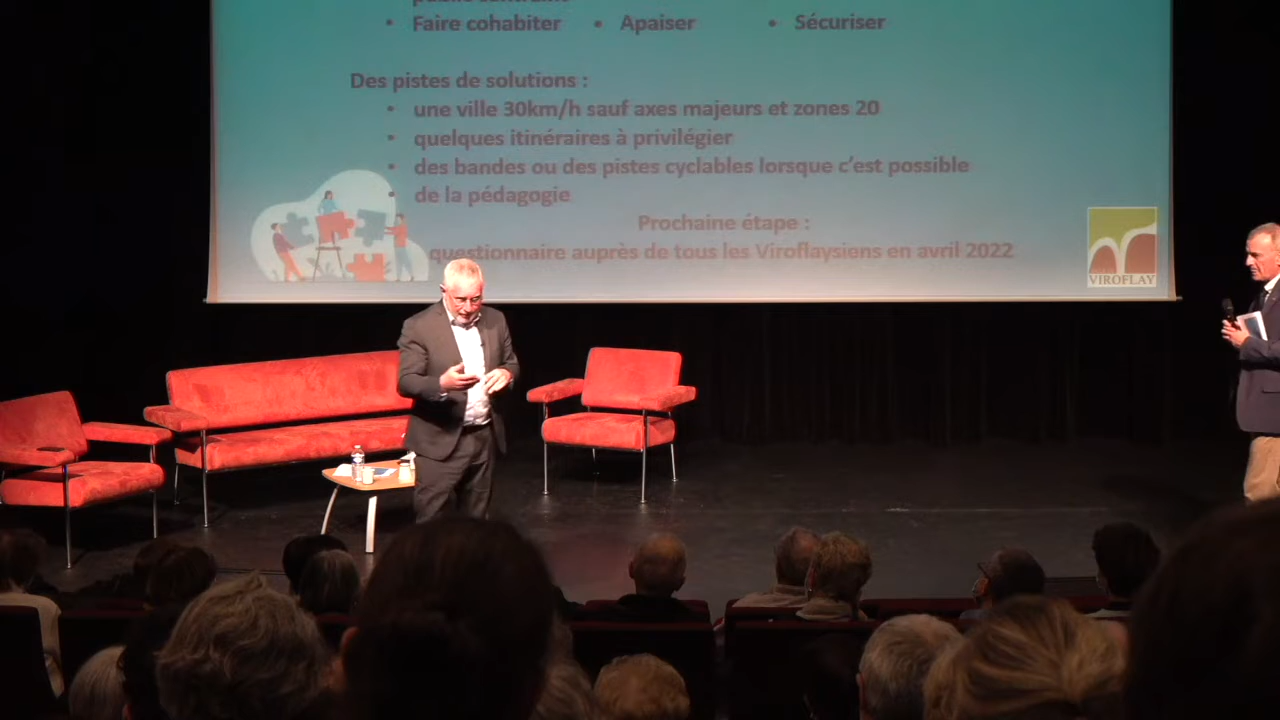 public contraint
• Faire cohabiter • Apaiser • Sécuriser
Des pistes de solutions :
• une ville 30km/h sauf axes majeurs et zones 20
• quelques itinéraires à privilégier
• des bandes ou des pistes cyclables lorsque c'est possible
• de la pédagogie
Prochaine étape :
questionnaire auprès de tous les Viroflaysiens en avril 2022
VIROFLAY